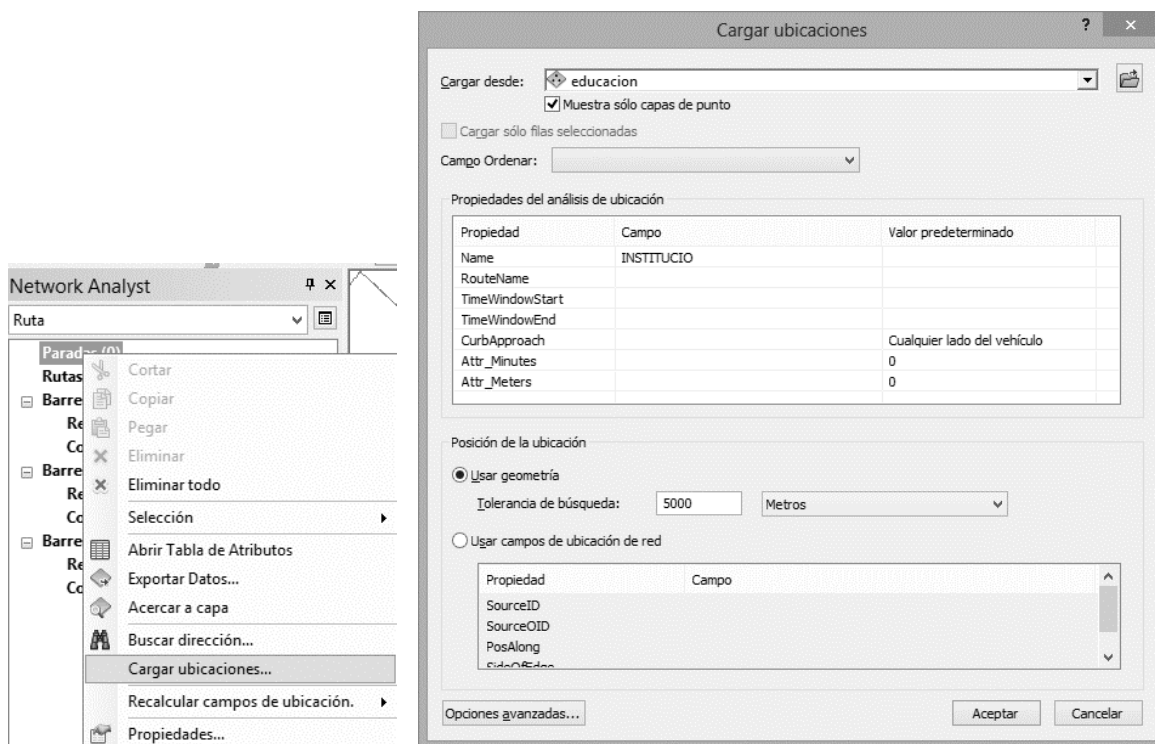 Network Analyst
Ruta
Paradas (0)
Rutas
Barre
Re
Co
Barre
Re
Co
Barre
Re
Co
Cortar
Copiar
Pegar
Eliminar
Eliminar todo
Selección
Abrir Tabla de Atributos
Exportar Datos...
Acercar a capa
Buscar dirección...
Cargar ubicaciones...
Recalcular campos de ubicación.
Propiedades...
Cargar ubicaciones
Cargar desde: educacion
Muestra sólo capas de punto
Cargar sólo filas seleccionadas
Campo Ordenar:
Propiedades del análisis de ubicación
Propiedad Campo Valor predeterminado
Name INSTITUCIO
RouteName
TimeWindowStart
TimeWindowEnd
CurbApproach Cualquier lado del vehículo
Attr_Minutes 0
Attr_Meters 0
Posición de la ubicación
Usar geometría
Tolerancia de búsqueda: 5000 Metros
Usar campos de ubicación de red
Propiedad Campo
SourceID
SourceOID
PosAlong
SideOfEdge
Opciones avanzadas... Aceptar Cancelar